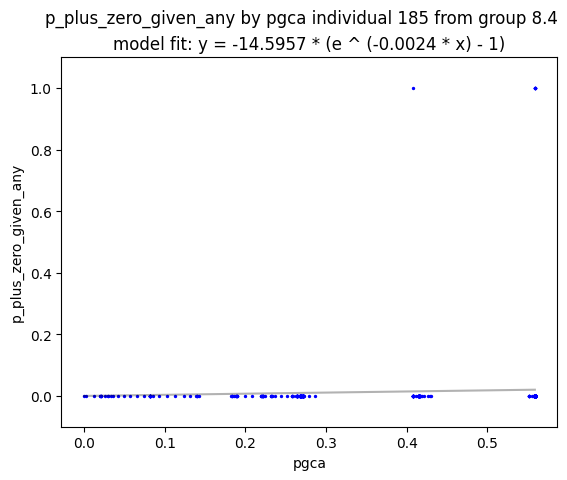 p_plus_zero_given_any by pgca individual 185 from group 8.4
model fit: y = -14.5957 * (e ^ (-0.0024 * x) - 1)
1.0
0.8
0.6
0.4
0.2
0.0
p_plus_zero_given_any
0.0 0.1 0.2 0.3 0.4 0.5
pgca